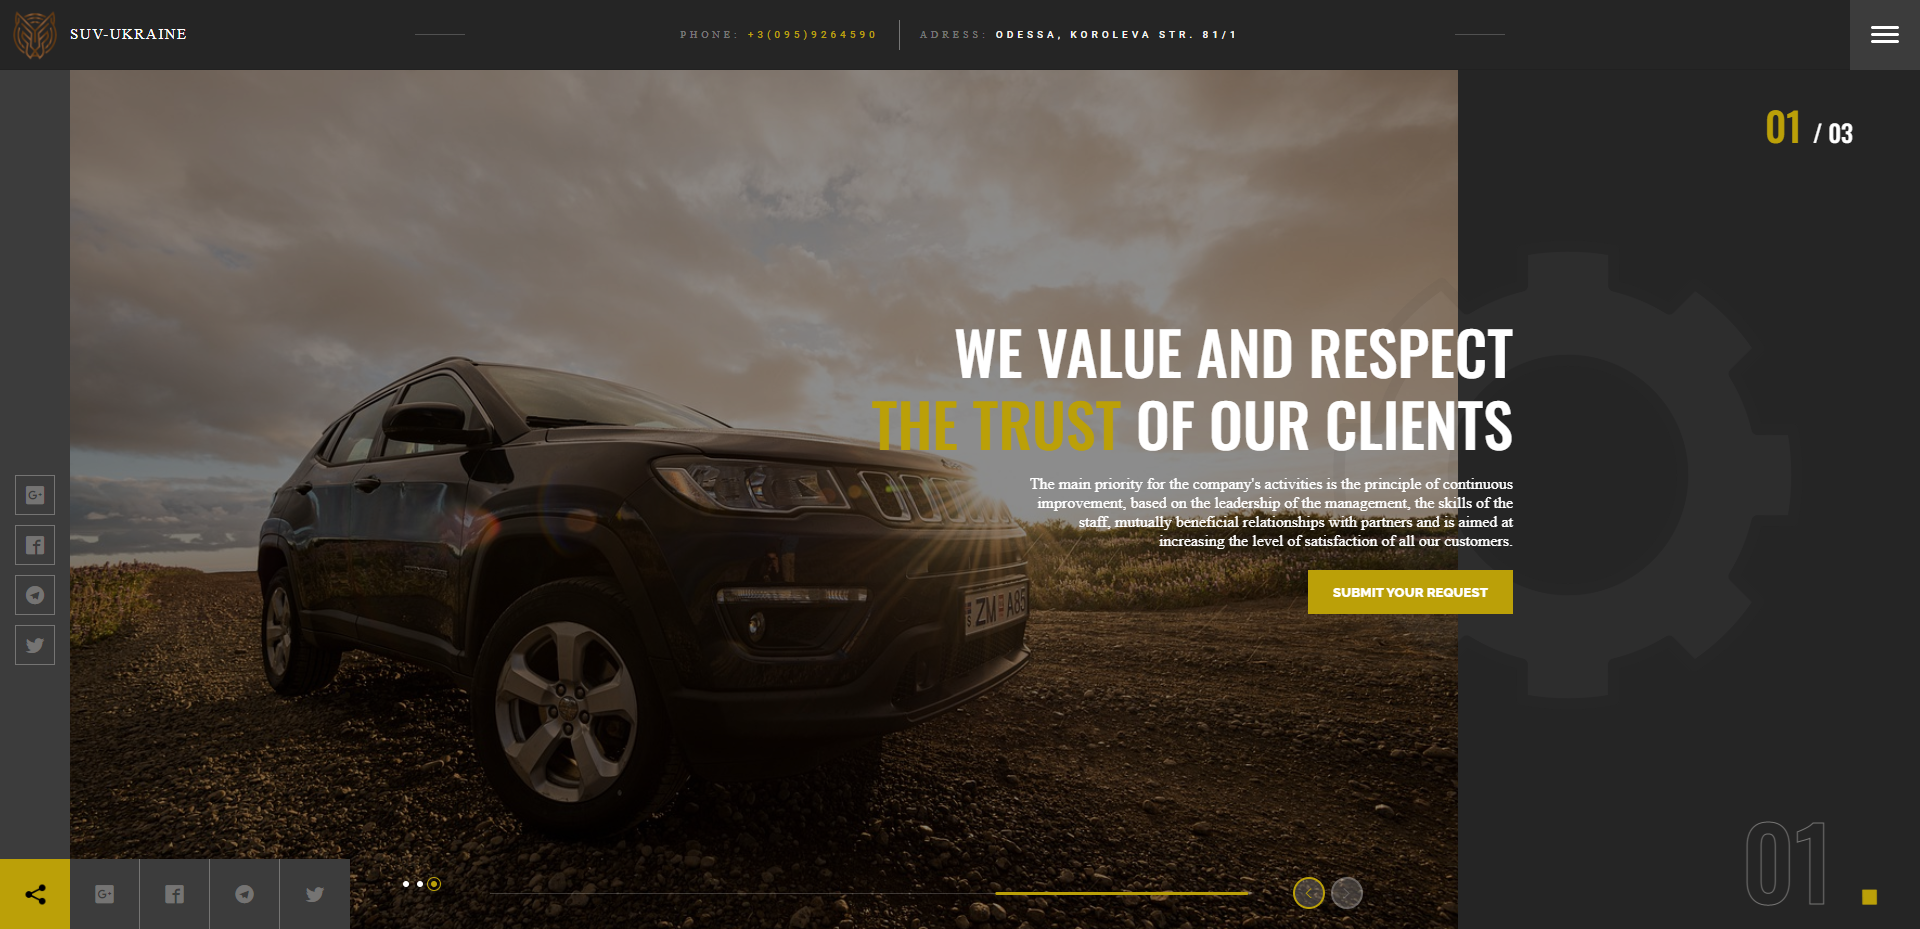 SUV-UKRAINE
PHONE: +3(095)9264590
ADRESS: ODESSA, KOROLEVA STR. 81/1
01 / 03
WE VALUE AND RESPECT
THE TRUST OF OUR CLIENTS
The main priority for the company's activities is the principle of continuous
improvement, based on the leadership of the management, the skills of the
staff, mutually beneficial relationships with partners and is aimed at
increasing the level of satisfaction of all our customers.
SUBMIT YOUR REQUEST
ZM A85
01